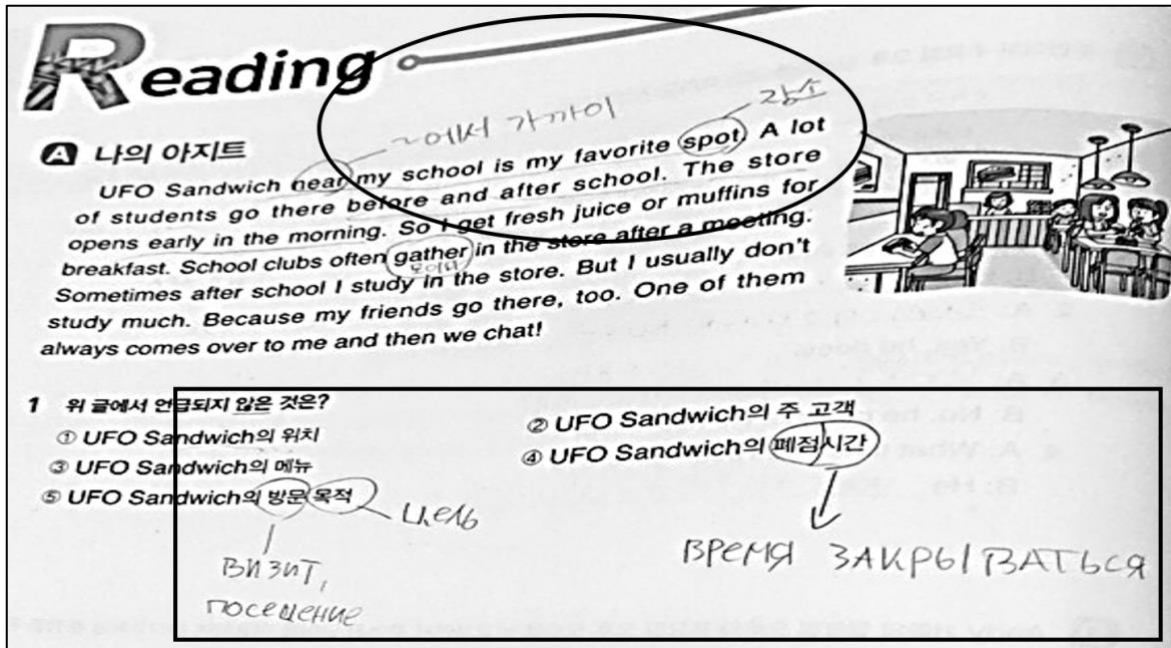 Reading
~에서 가까이
장소
A 나의 아지트
UFO Sandwich near my school is my favorite spot. A lot
of students go there before and after school. The store
opens early in the morning. So I get fresh juice or muffins for
breakfast. School clubs often gather in the store after a meeting.
모이다
Sometimes after school I study in the store. But I usually don't
study much. Because my friends go there, too. One of them
always comes over to me and then we chat!
1 위 글에서 언급되지 않은 것은?
① UFO Sandwich의 위치 ② UFO Sandwich의 주 고객
③ UFO Sandwich의 메뉴 ④ UFO Sandwich의 폐점시간
⑤ UFO Sandwich의 방문 목적
цель
ВРЕМЯ ЗАКРЫВАТЬСЯ
ВИЗИТ,
посещение